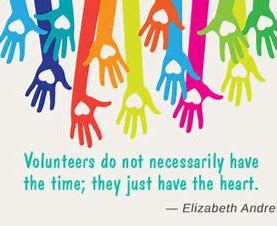 Volunteers do not necessarily have
the time; they just have the heart.
— Elizabeth Andre